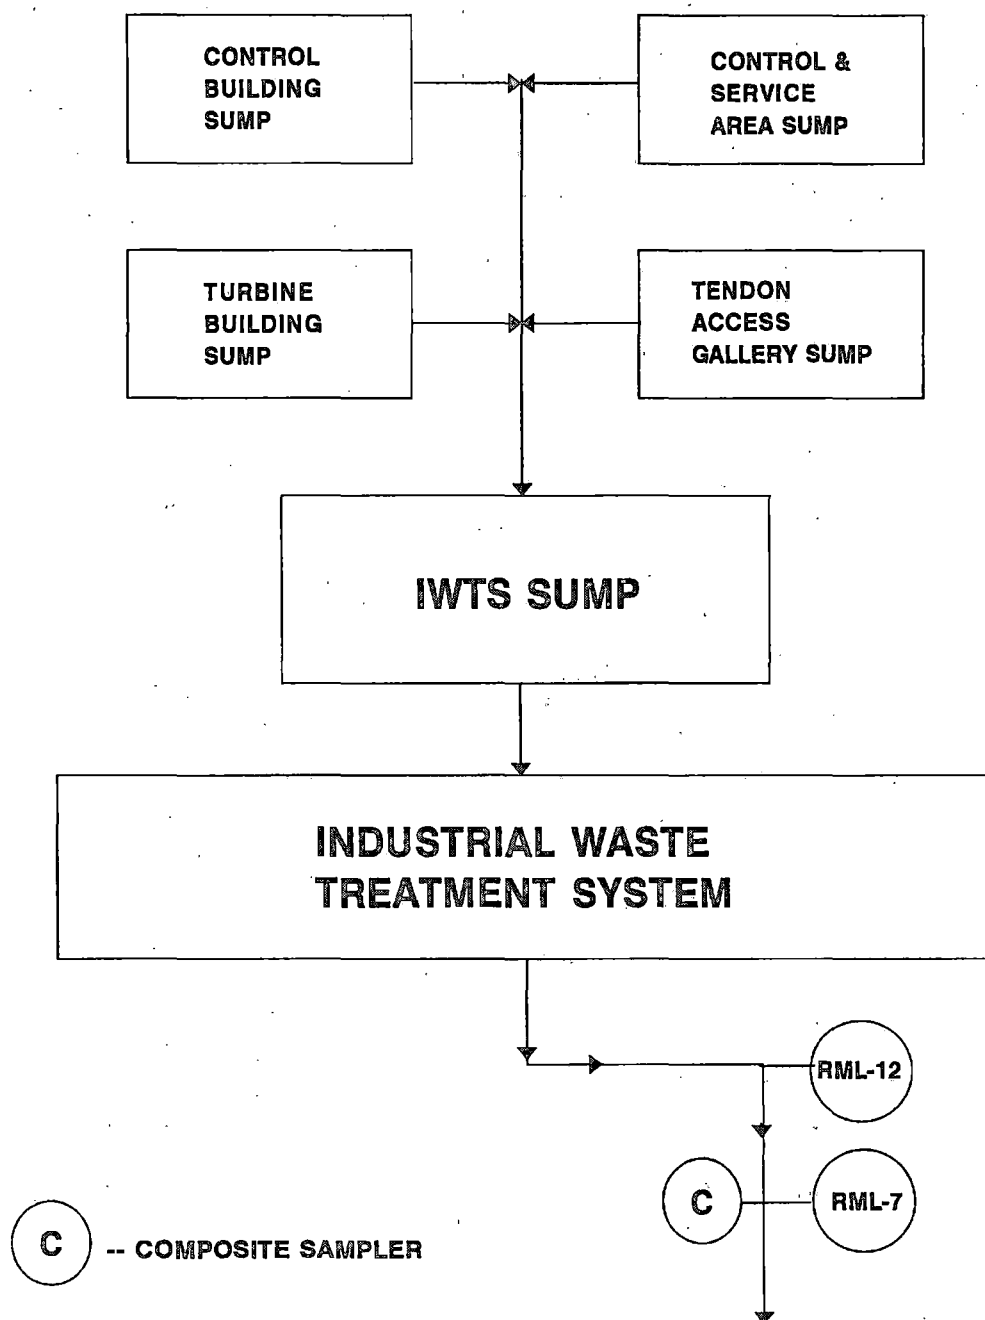 CONTROL
BUILDING
SUMP
CONTROL &
SERVICE
AREA SUMP
TURBINE
BUILDING
SUMP
TENDON
ACCESS
GALLERY SUMP
IWTS SUMP
INDUSTRIAL WASTE
TREATMENT SYSTEM
RML-12
C
RML-7
C -- COMPOSITE SAMPLER